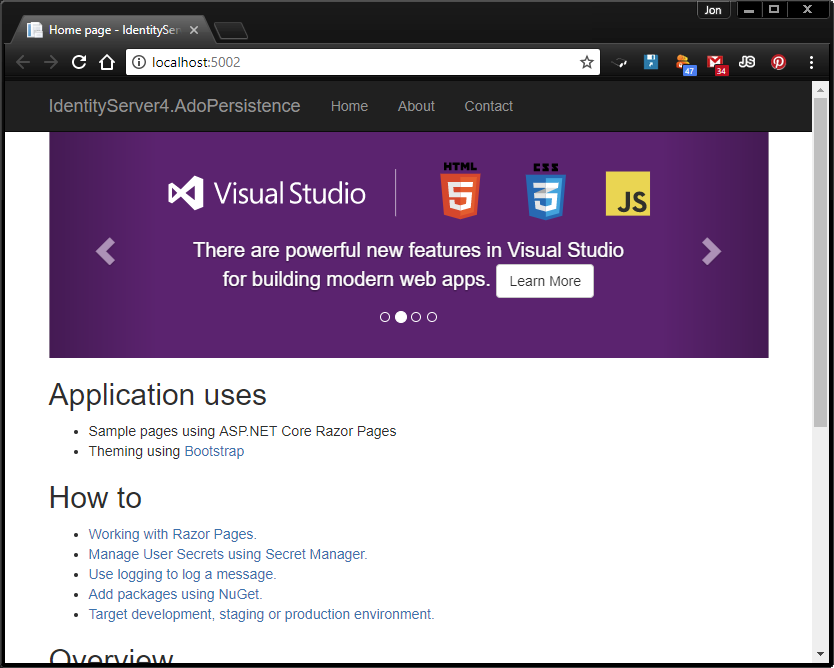 Jon
Home page - IdentitySer
localhost:5002
47
34
JS
IdentityServer4.AdoPersistence Home About Contact
Visual Studio HTML 5 CSS 3 JS
There are powerful new features in Visual Studio
for building modern web apps. Learn More
Application uses
Sample pages using ASP.NET Core Razor Pages
Theming using Bootstrap
How to
Working with Razor Pages.
Manage User Secrets using Secret Manager.
Use logging to log a message.
Add packages using NuGet.
Target development, staging or production environment.
Overview